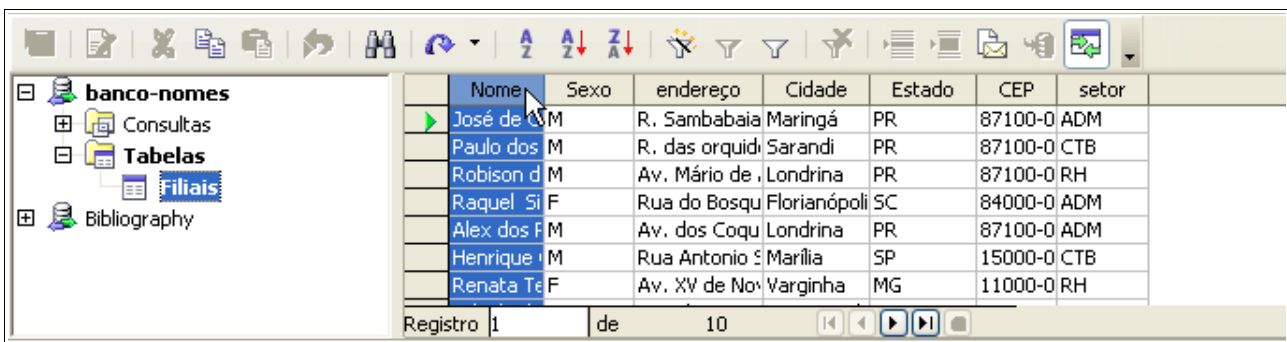 A Z A Z Z A
banco-nomes
Consultas
Tabelas
Filiais
Bibliography
Nome Sexo endereço Cidade Estado CEP setor
José de M R. Sambabaia Maringá PR 87100-0 ADM
Paulo dos M R. das orquid Sarandi PR 87100-0 CTB
Robison d M Av. Mário de Londrina PR 87100-0 RH
Raquel Si F Rua do Bosqu Florianópoli SC 84000-0 ADM
Alex dos M Av. dos Coqu Londrina PR 87100-0 ADM
Henrique M Rua Antonio Marília SP 15000-0 CTB
Renata Te F Av. XV de No Varginha MG 11000-0 RH
Registro 1 de 10